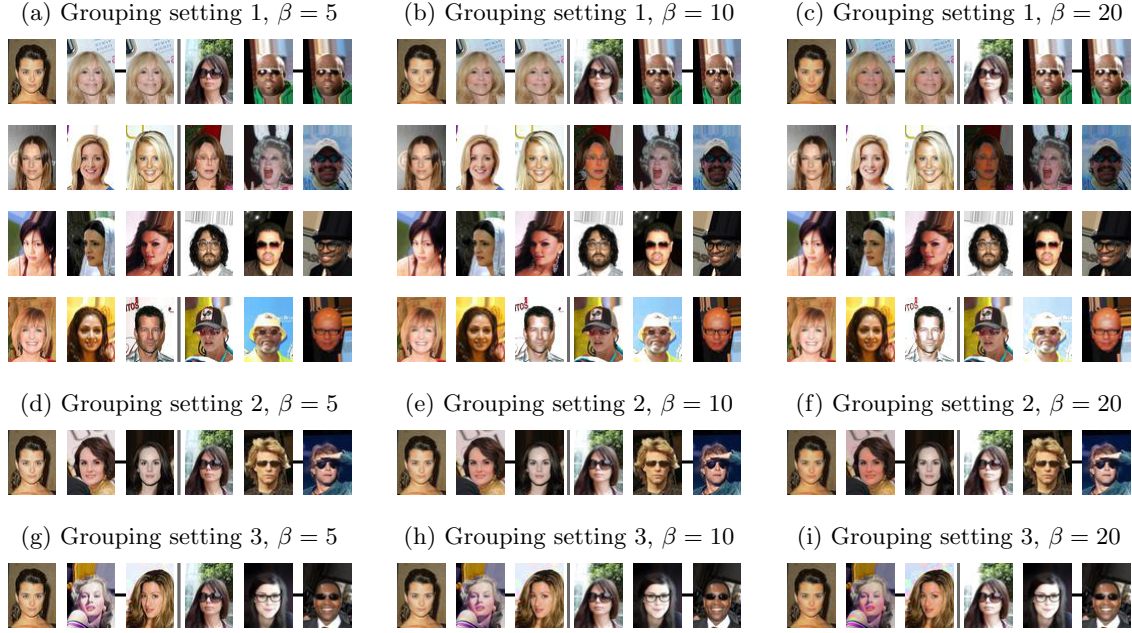 (a) Grouping setting 1, β = 5
(b) Grouping setting 1, β = 10
(c) Grouping setting 1, β = 20
(d) Grouping setting 2, β = 5
(e) Grouping setting 2, β = 10
(f) Grouping setting 2, β = 20
(g) Grouping setting 3, β = 5
(h) Grouping setting 3, β = 10
(i) Grouping setting 3, β = 20